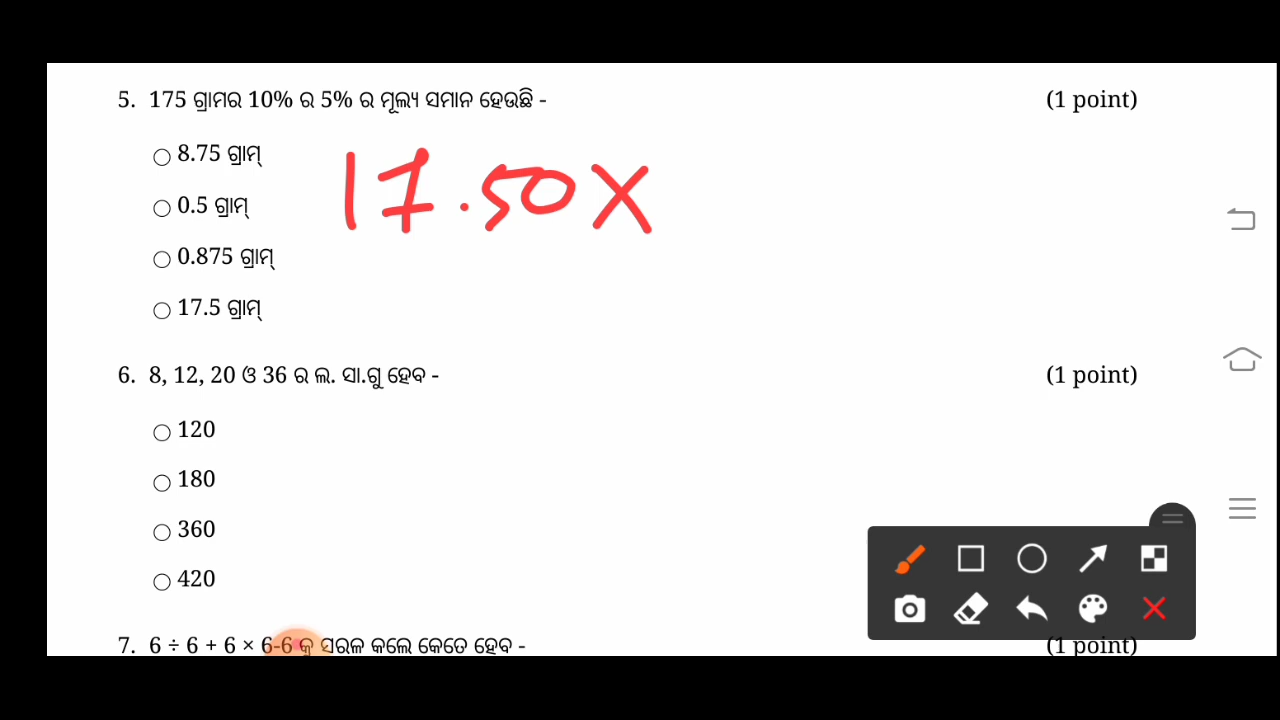 5. 175 ଗ୍ରାମର 10% ର 5% ର ମୂଲ୍ୟ ସମାନ ହେଉଛି - (1 point)
8.75 ଗ୍ରାମ୍
17.50 X
0.5 ଗ୍ରାମ୍
0.875 ଗ୍ରାମ୍
17.5 ଗ୍ରାମ୍
6. 8, 12, 20 ଓ 36 ର ଲ. ସା.ଗୁ ହେବ - (1 point)
120
180
360
420
7. 6 ÷ 6 + 6 × 6-6 କୁ ସରଳ କଲେ କେତେ ହେବ - (1 point)